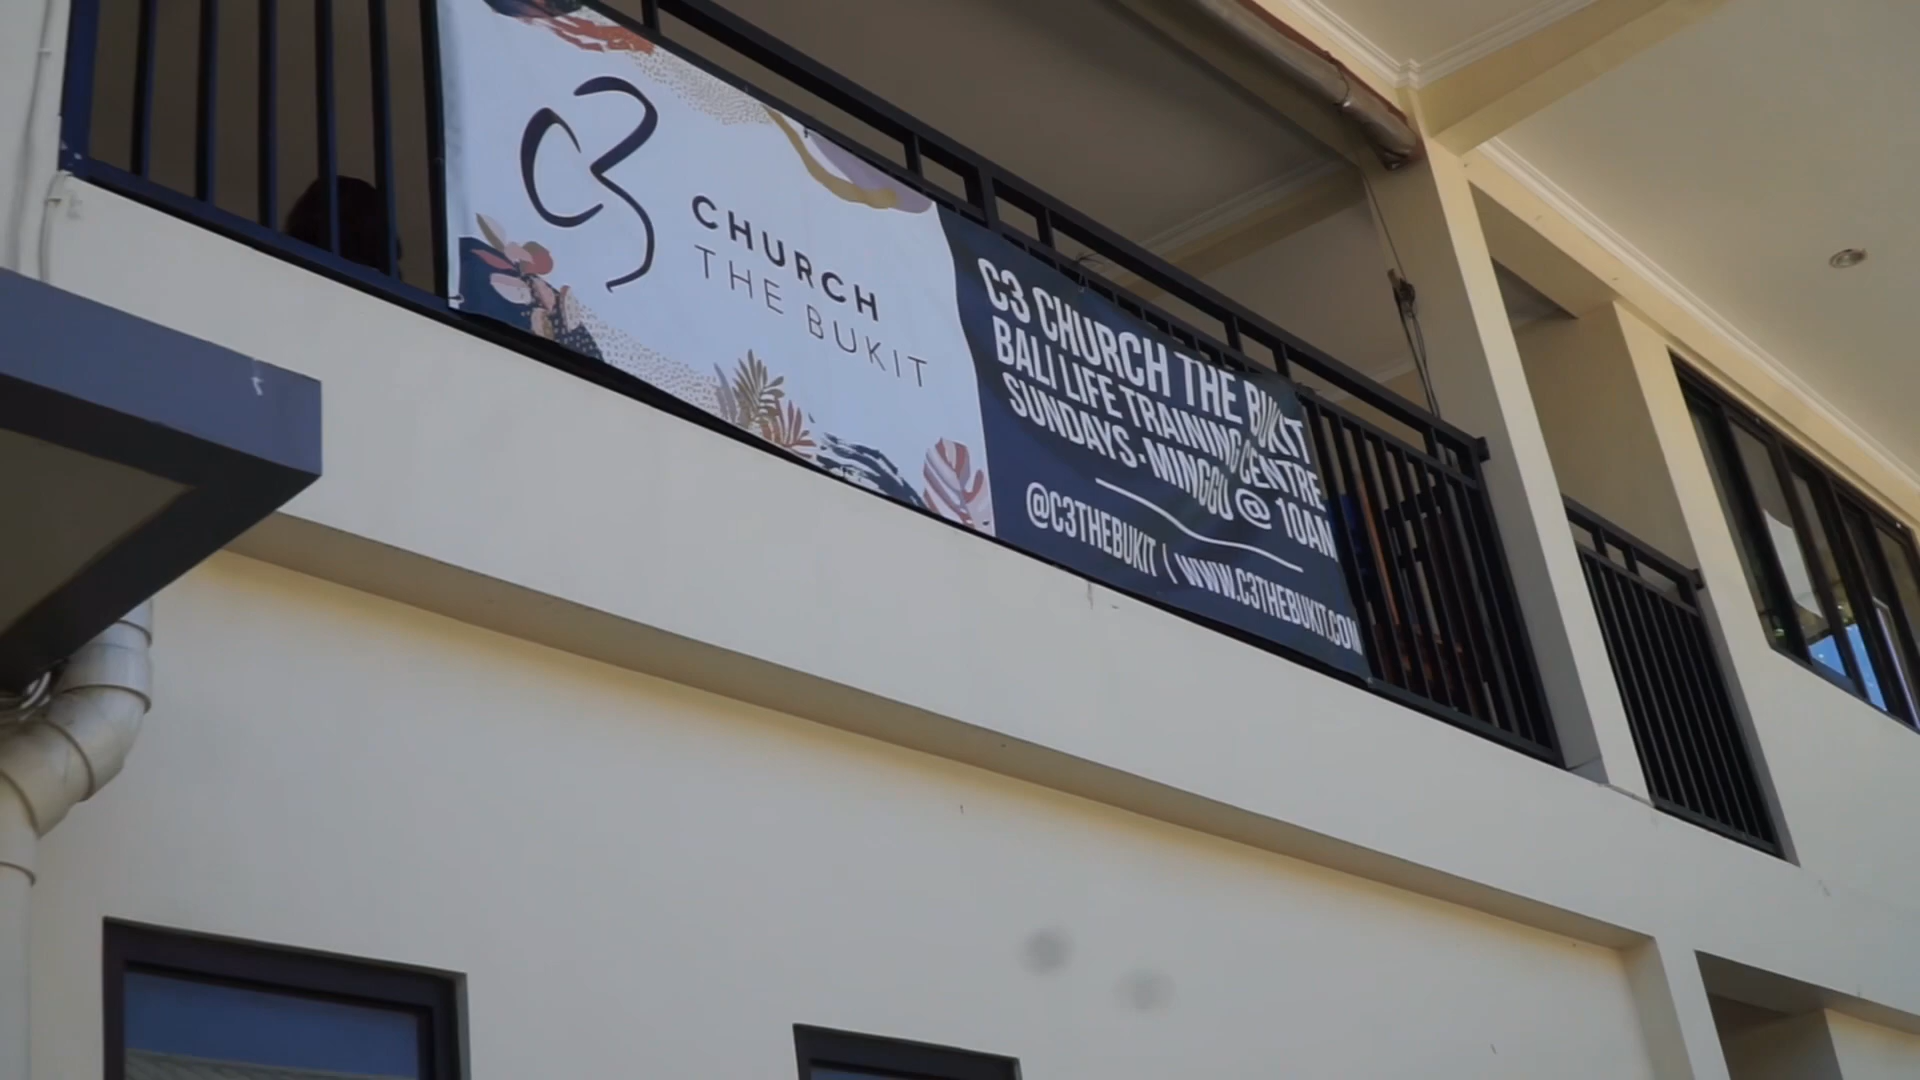 C3
CHURCH
THE BUKIT
C3 CHURCH THE BUKIT
BALI LIFE TRAINING CENTRE
SUNDAYS · MINGGU @ 10AM
@C3THEBUKIT | WWW.C3THEBUKIT.COM